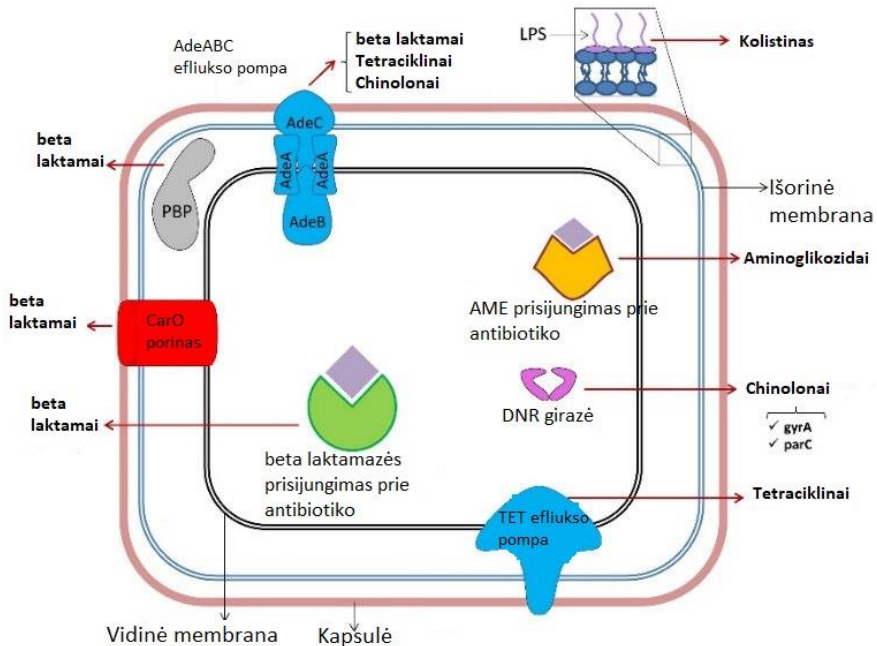 AdeABC
efliukso pompa
beta laktamai
Tetraciklinai
Chinolonai
LPS
Kolistinas
beta
laktamai
PBP
AdeC
AdeA
AdeA
AdeB
Išorinė
membrana
Aminoglikozidai
AME prisijungimas prie
antibiotiko
beta
laktamai
CarO
porinas
DNR girazė
Chinolonai
✓ gyrA
✓ parC
beta
laktamai
beta laktamazės
prisijungimas prie
antibiotiko
Tetraciklinai
TET efliukso
pompa
Vidinė membrana
Kapsulė